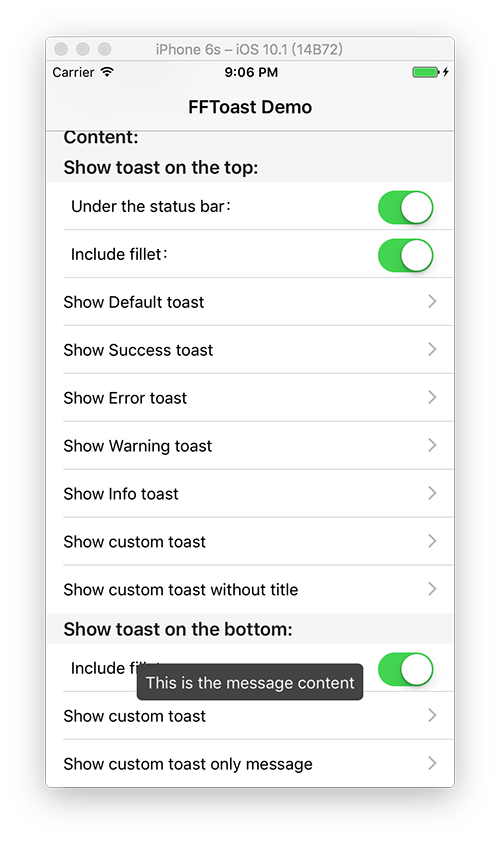 iPhone 6s – iOS 10.1 (14B72)
Carrier 9:06 PM
FFToast Demo
Content:
Show toast on the top:
Under the status bar:
Include fillet:
Show Default toast
Show Success toast
Show Error toast
Show Warning toast
Show Info toast
Show custom toast
Show custom toast without title
Show toast on the bottom:
Include
This is the message content
Show custom toast
Show custom toast only message